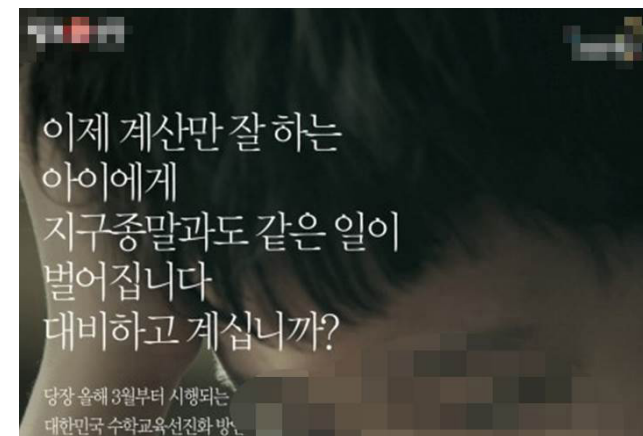 이제 계산만 잘 하는
아이에게
지구종말과도 같은 일이
벌어집니다
대비하고 계십니까?
당장 올해 3월부터 시행되는
대한민국 수학교육선진화 방안